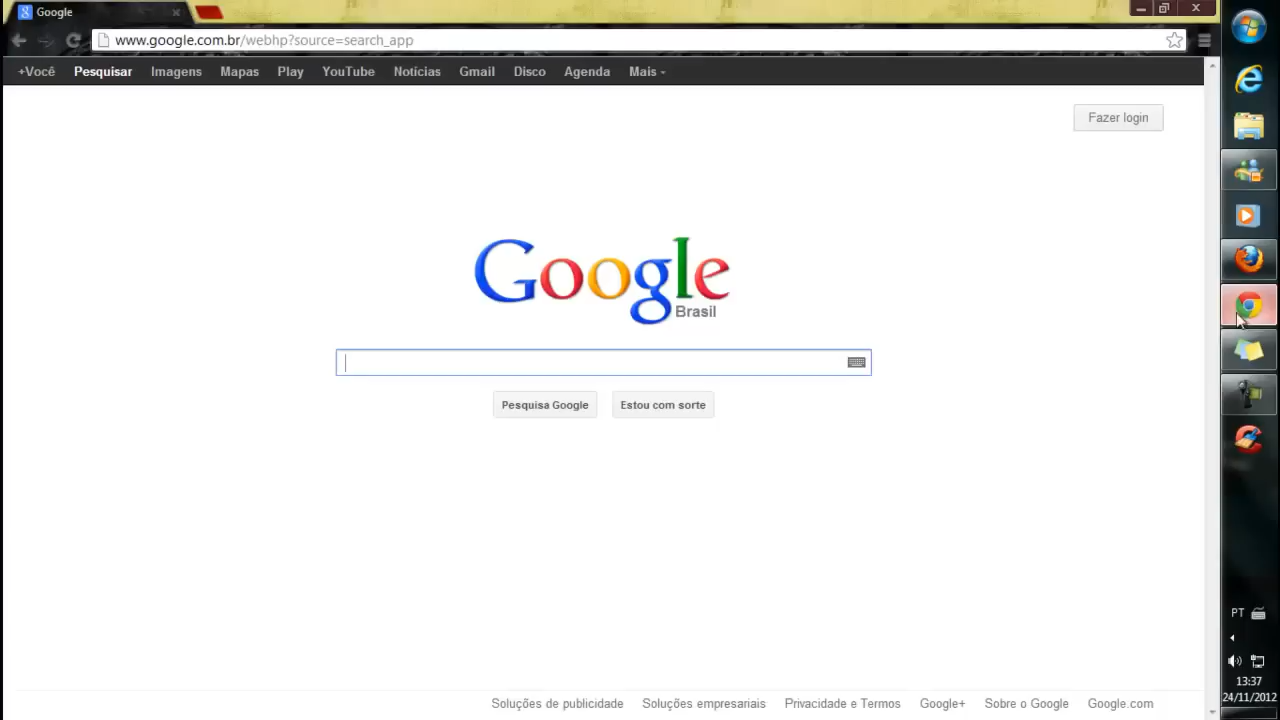 Google
www.google.com.br/webhp?source=search_app
+Você Pesquisar Imagens Mapas Play YouTube Notícias Gmail Disco Agenda Mais
Fazer login
Google
Brasil
Pesquisa Google Estou com sorte
Soluções de publicidade Soluções empresariais Privacidade e Termos Google+ Sobre o Google Google.com
PT
13:37
24/11/2012